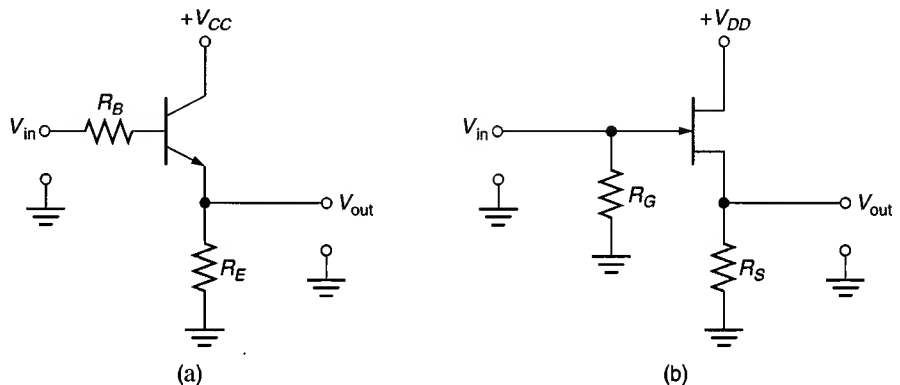 +V_CC
R_B
V_in
V_out
R_E
(a)
+V_DD
V_in
R_G
V_out
R_S
(b)